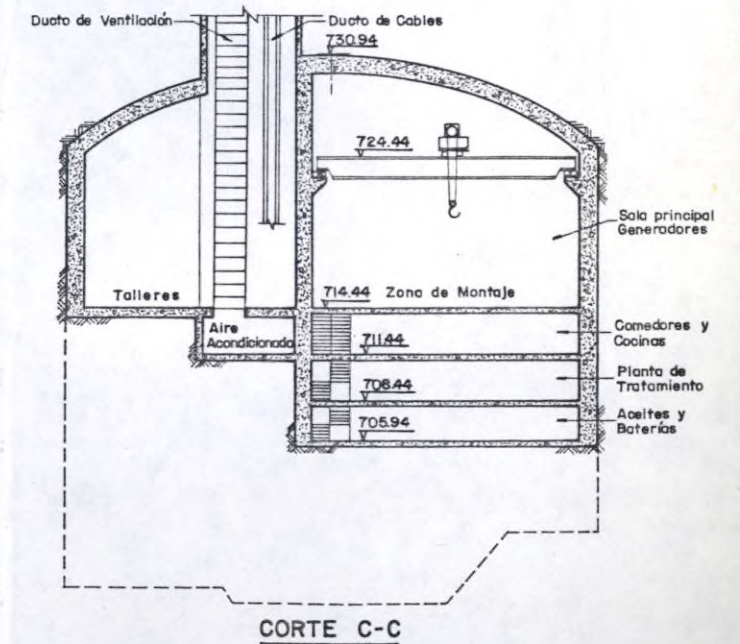 Ducto de Ventilación
Ducto de Cables
730.94
724.44
Sala principal
Generadores
Talleres
714.44 Zona de Montaje
Aire
Acondicionado
711.44
Comedores y
Cocinas
708.44
Planta de
Tratamiento
705.94
Aceites y
Baterías
CORTE C-C